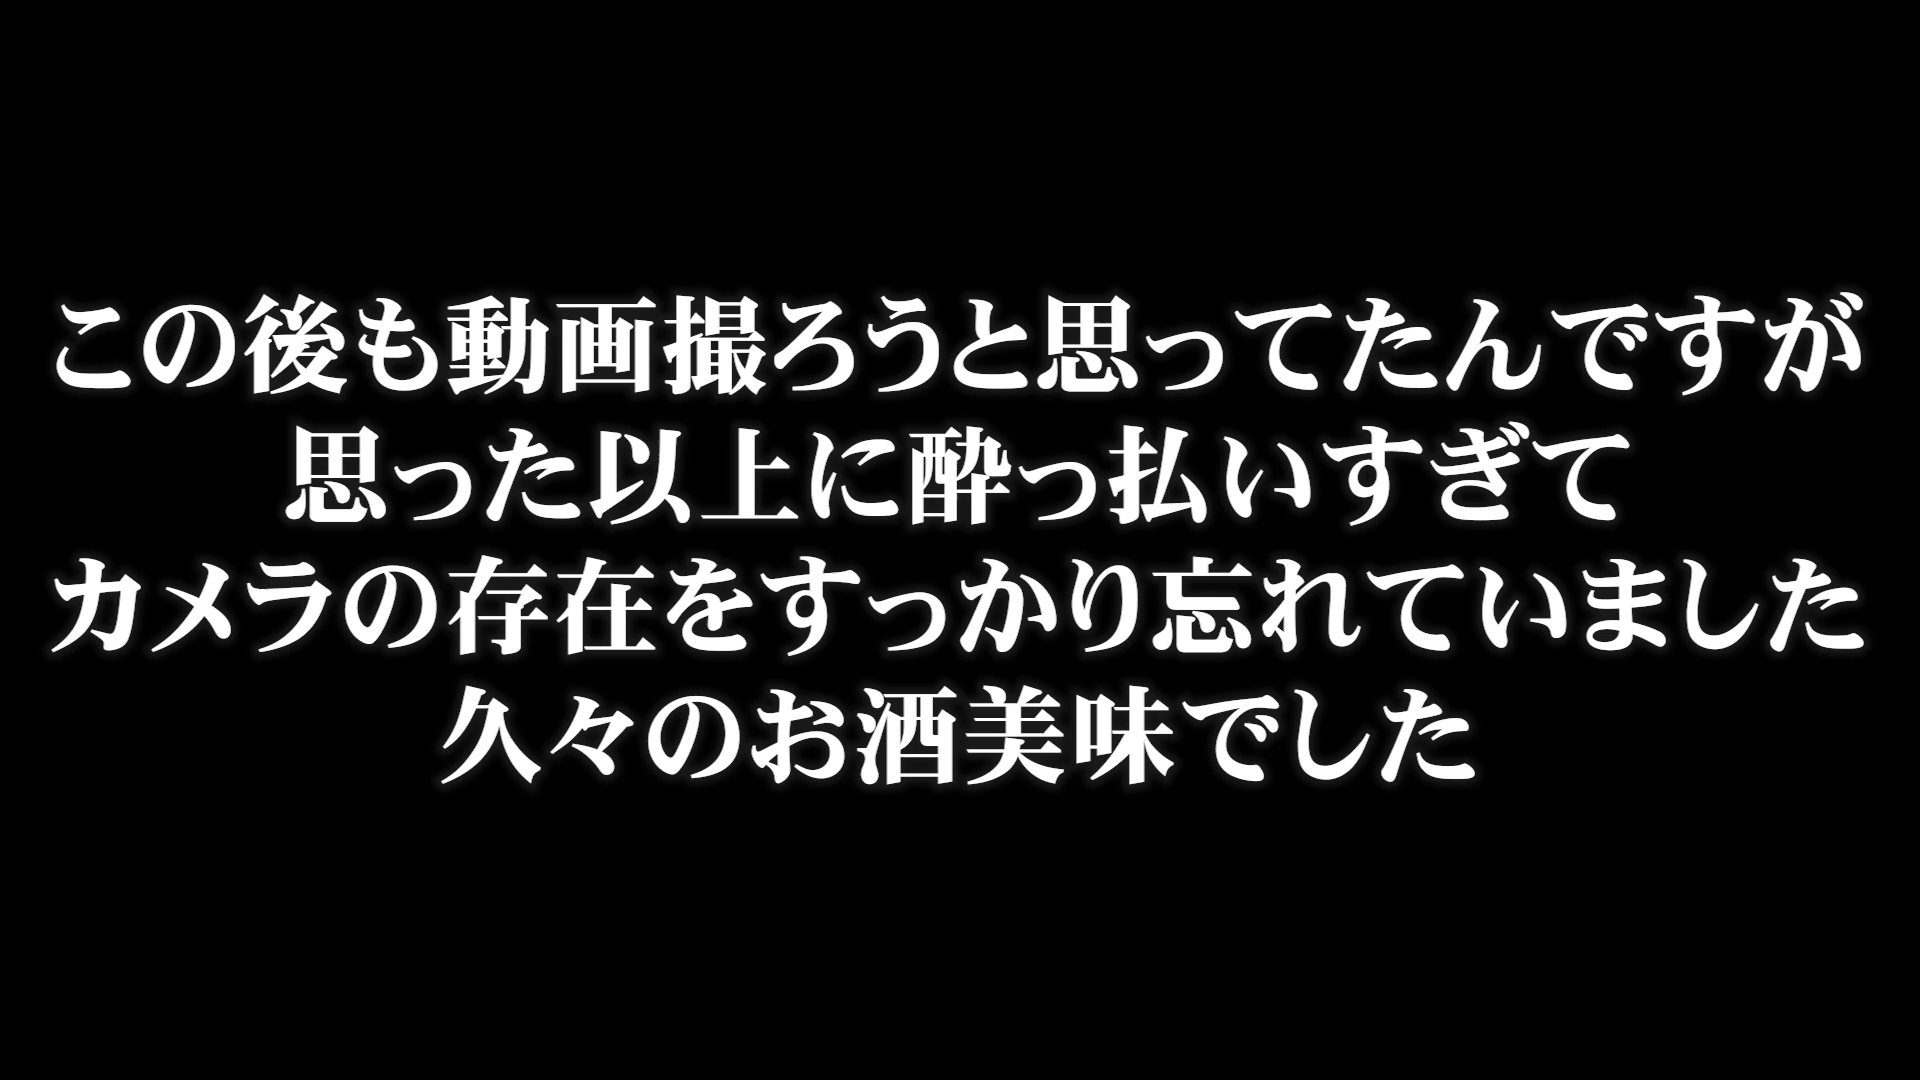 この後も動画撮ろうと思ってたんですが
思った以上に酔っ払いすぎて
カメラの存在をすっかり忘れていました
久々のお酒美味でした